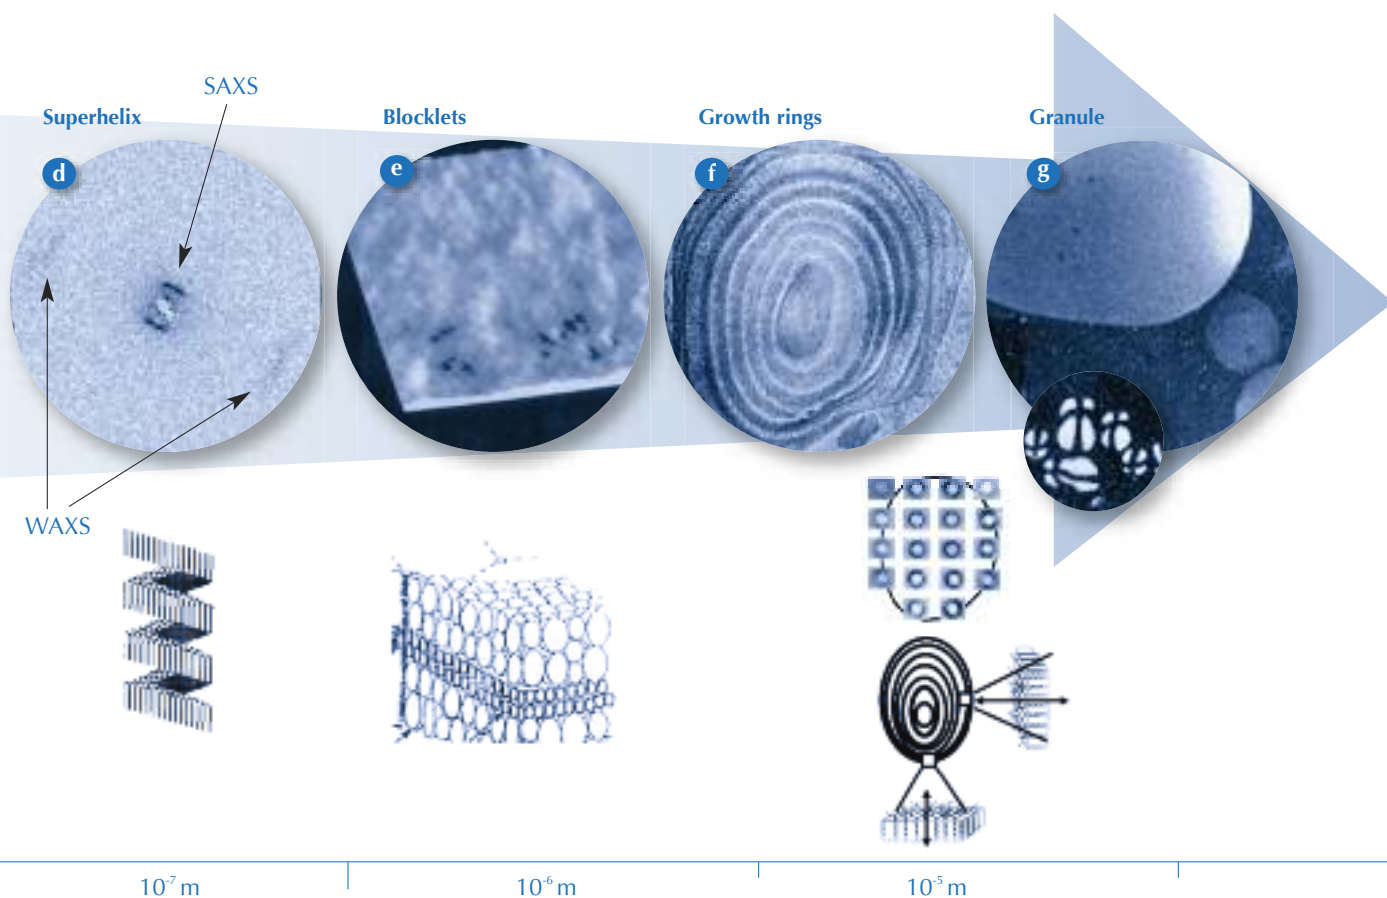 SAXS
Superhelix
Blocklets
Growth rings
Granule
d
e
f
g
WAXS
10⁻⁷ m
10⁻⁶ m
10⁻⁵ m